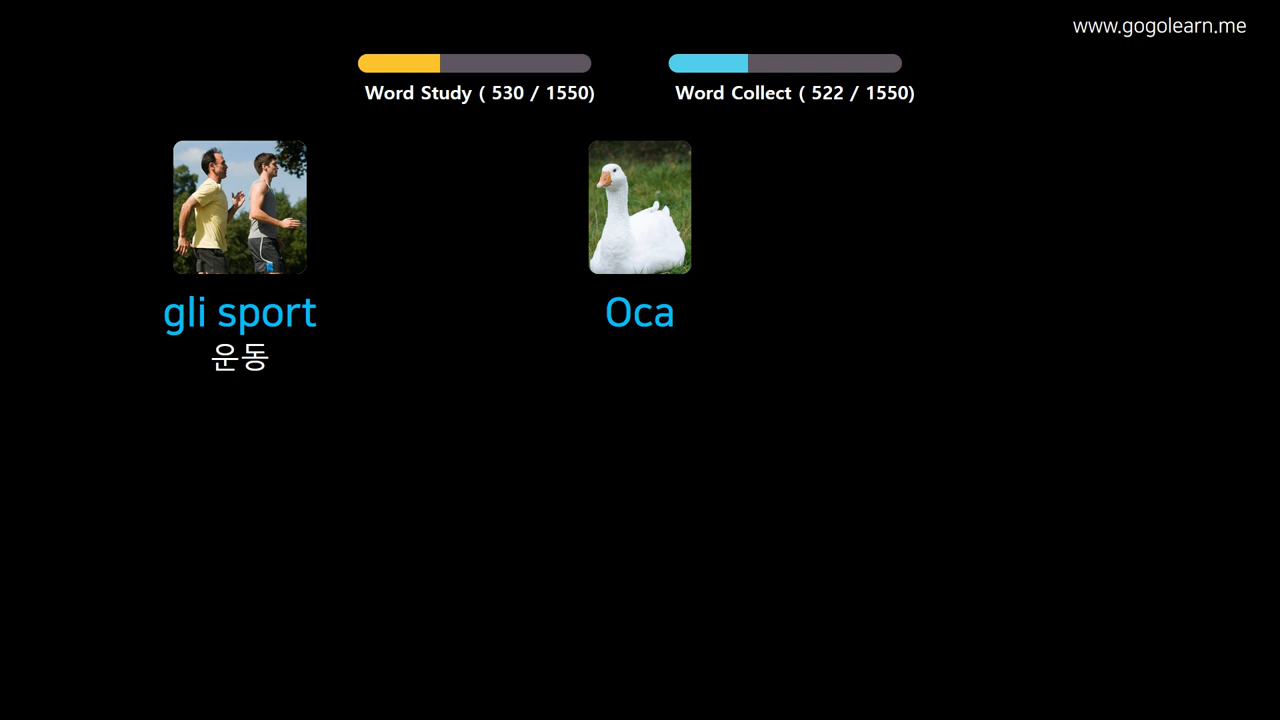 www.gogolearn.me
Word Study ( 530 / 1550)
Word Collect ( 522 / 1550)
gli sport
운동
Oca